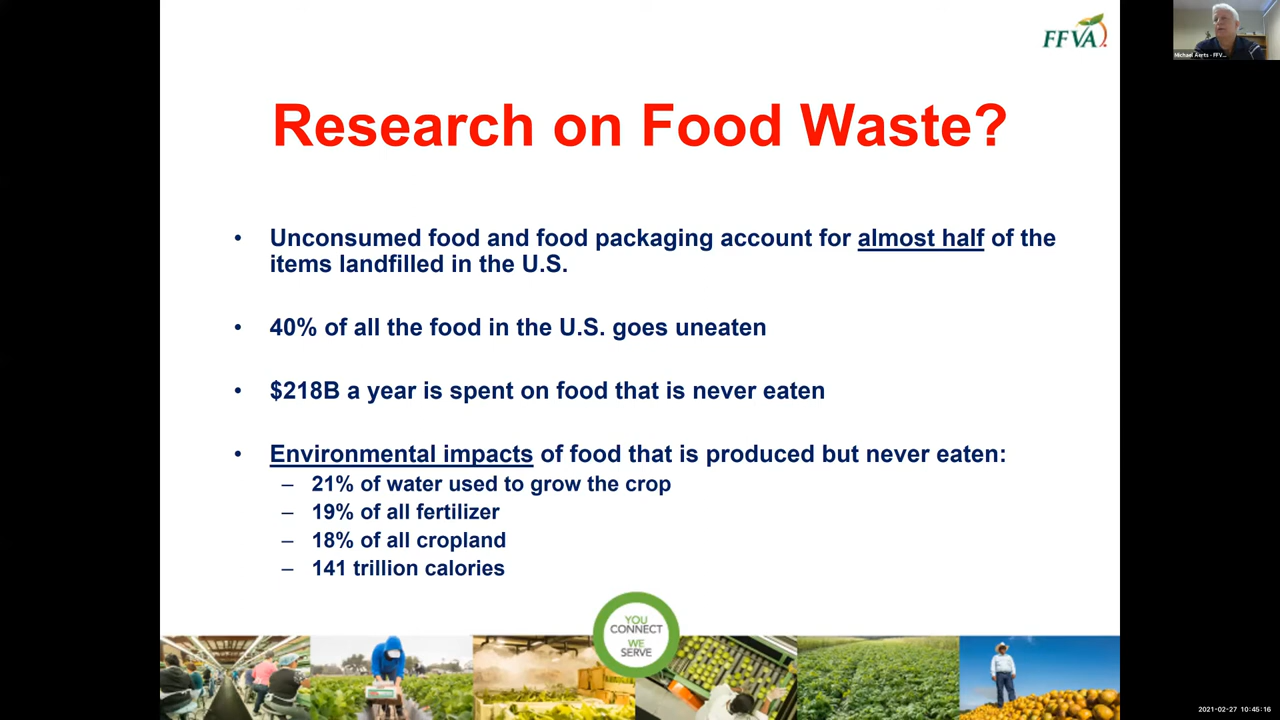 FFVA
Michael Aerts - FFV...
Research on Food Waste?
• Unconsumed food and food packaging account for almost half of the
items landfilled in the U.S.
• 40% of all the food in the U.S. goes uneaten
• $218B a year is spent on food that is never eaten
• Environmental impacts of food that is produced but never eaten:
– 21% of water used to grow the crop
– 19% of all fertilizer
– 18% of all cropland
– 141 trillion calories
YOU
CONNECT
WE
SERVE
2021-02-27 10:45:16